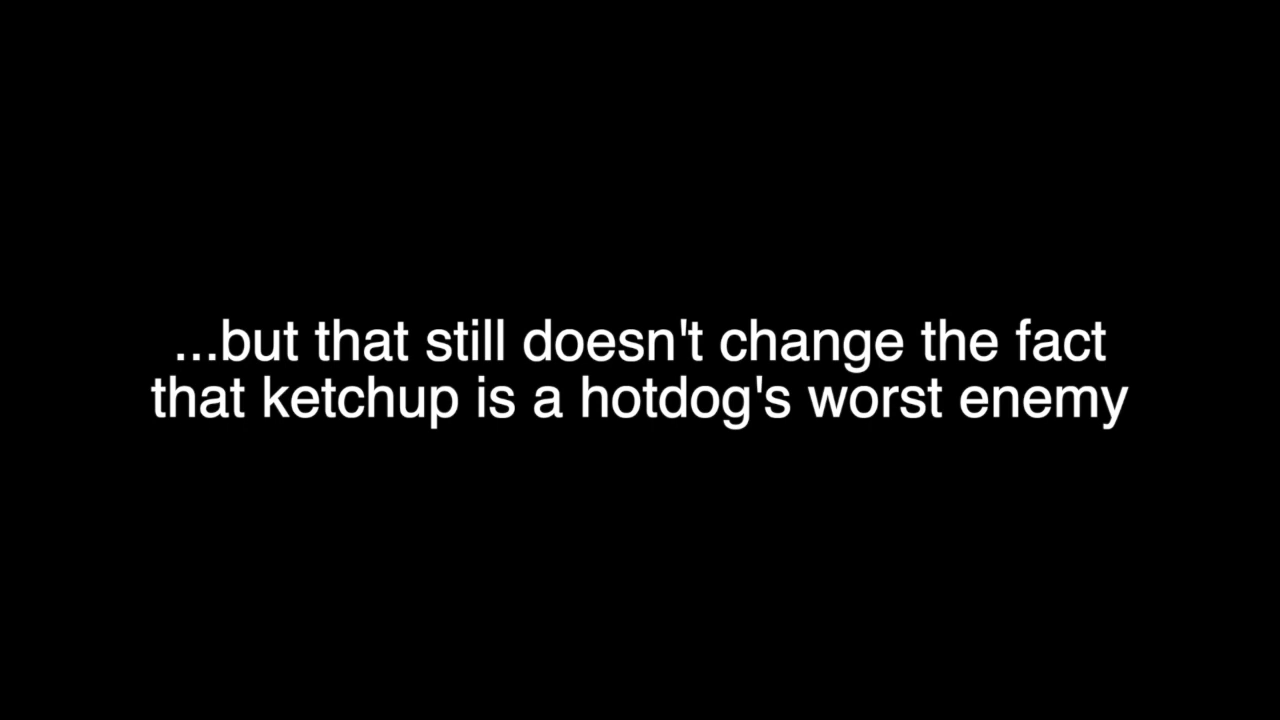 ...but that still doesn't change the fact
that ketchup is a hotdog's worst enemy